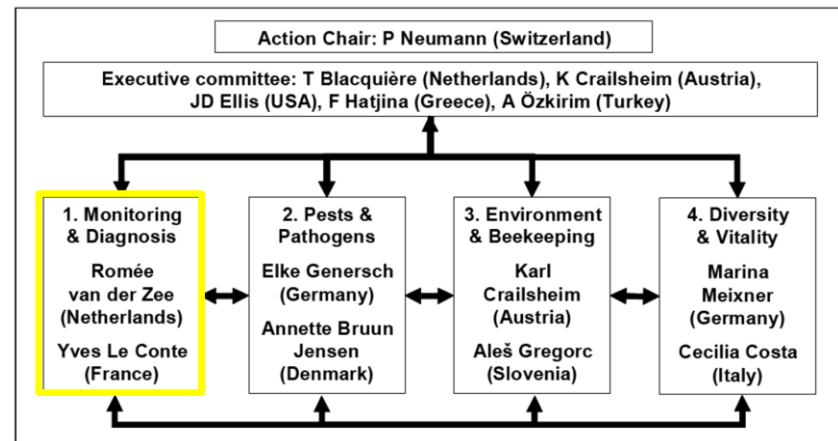 Action Chair: P Neumann (Switzerland)
Executive committee: T Blacquière (Netherlands), K Crailsheim (Austria),
JD Ellis (USA), F Hatjina (Greece), A Özkirim (Turkey)
1. Monitoring
& Diagnosis
Romée
van der Zee
(Netherlands)
Yves Le Conte
(France)
2. Pests &
Pathogens
Elke Genersch
(Germany)
Annette Bruun
Jensen
(Denmark)
3. Environment
& Beekeeping
Karl
Crailsheim
(Austria)
Aleš Gregorc
(Slovenia)
4. Diversity
& Vitality
Marina
Meixner
(Germany)
Cecilia Costa
(Italy)